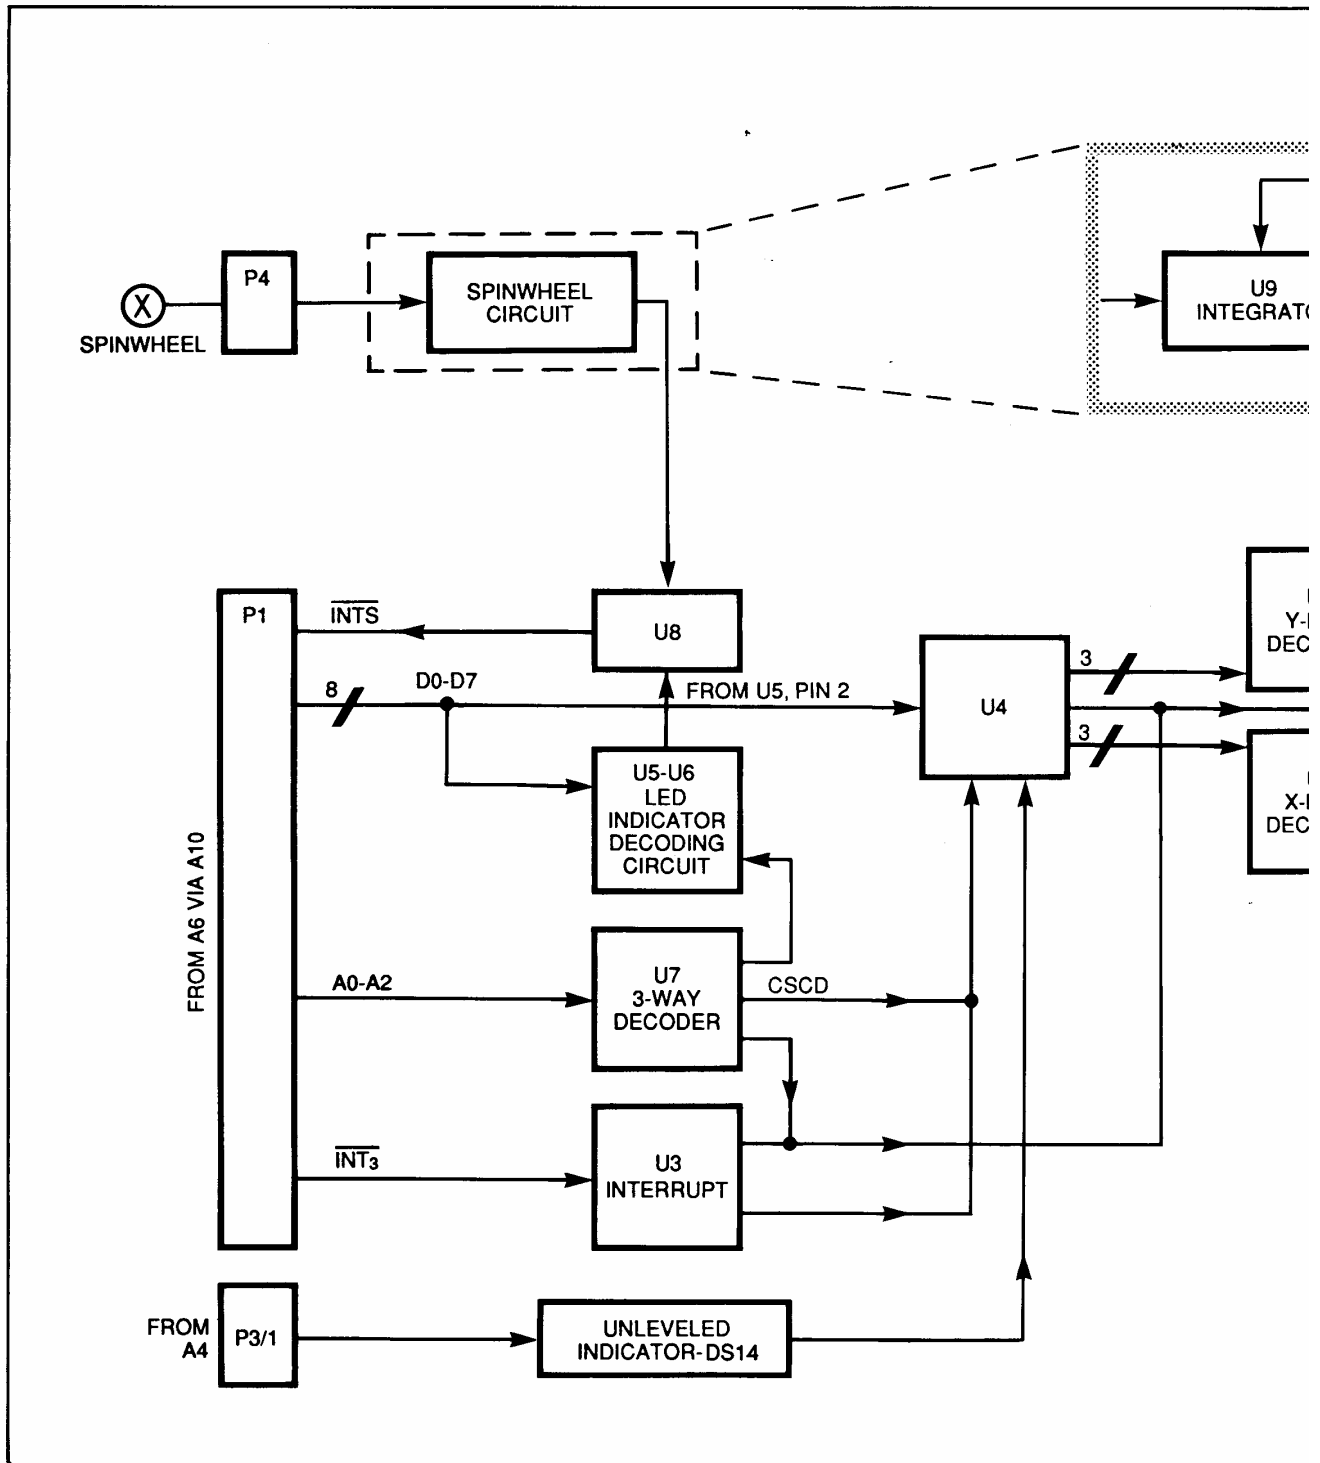 P4
X
SPINWHEEL
SPINWHEEL
CIRCUIT
U9
P1
INTS
U8
8
D0-D7
FROM U5, PIN 2
U4
3
3
U5-U6
LED
INDICATOR
DECODING
CIRCUIT
FROM A6 VIA A10
A0-A2
U7
3-WAY
DECODER
CSCD
INT3
U3
INTERRUPT
FROM
A4
P3/1
UNLEVELED
INDICATOR-DS14